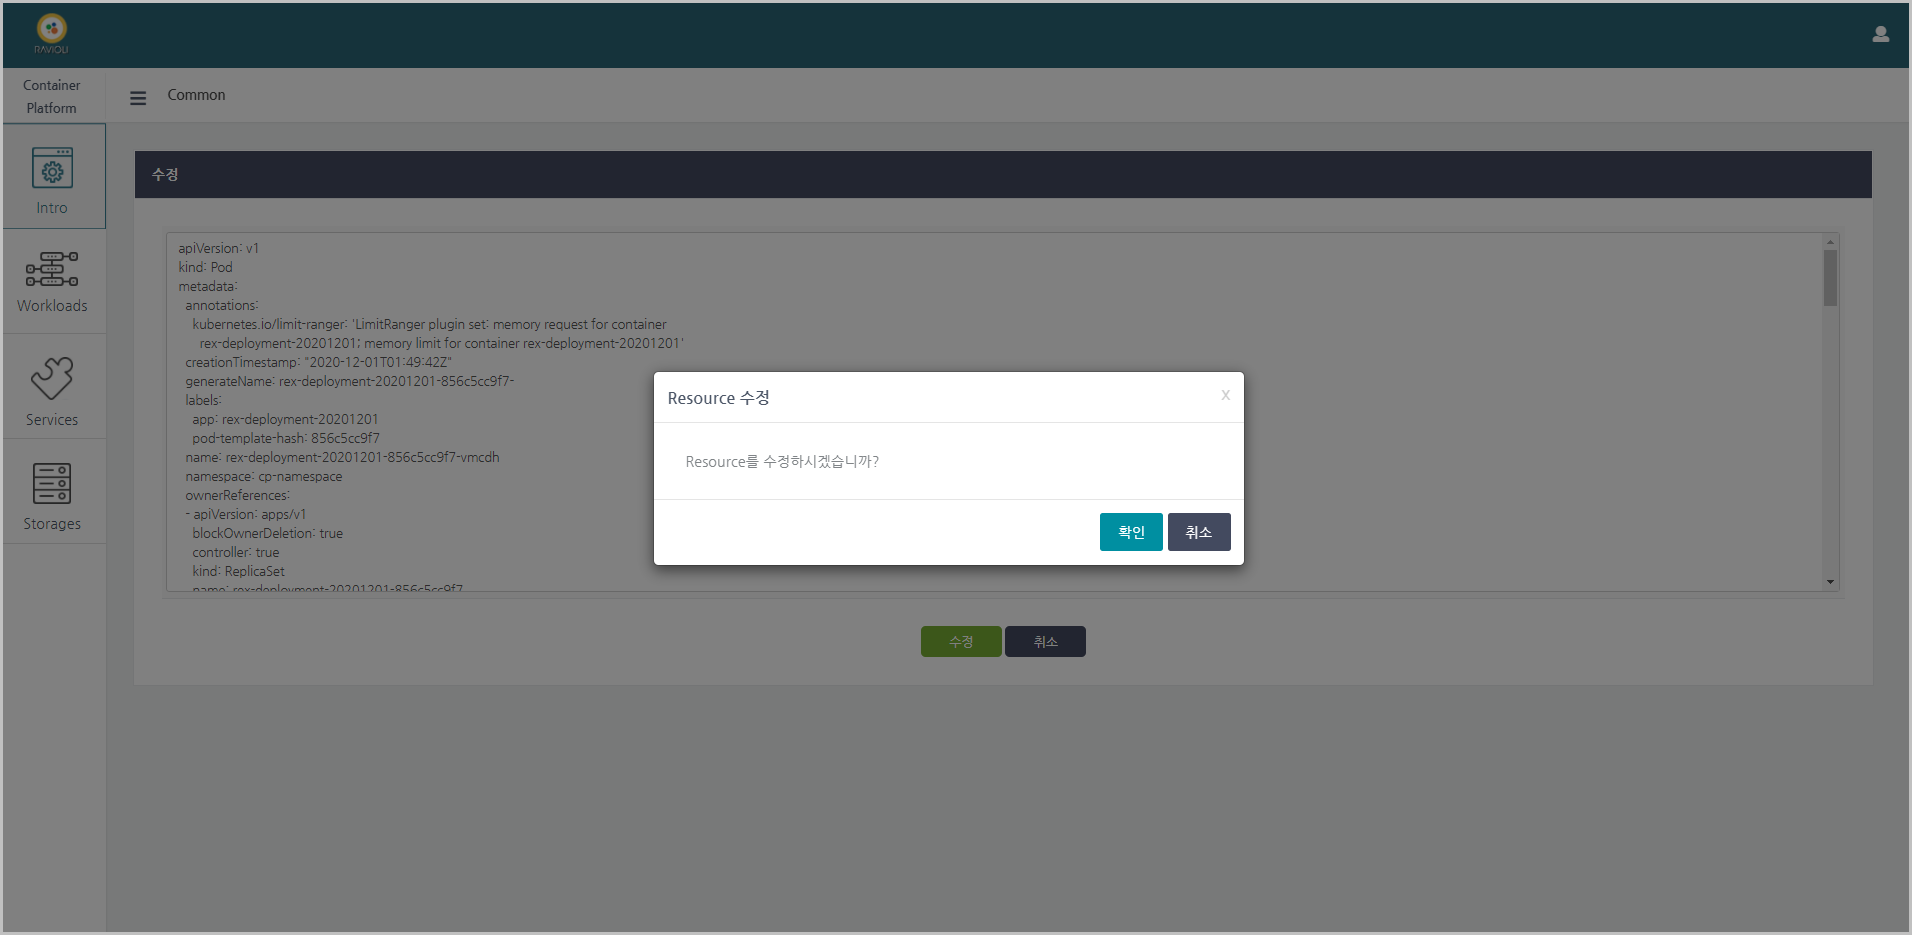 RAVIOLI
Container
Platform
Common
Intro
Workloads
Services
Storages
수정
apiVersion: v1
kind: Pod
metadata:
  annotations:
    kubernetes.io/limit-ranger: 'LimitRanger plugin set: memory request for container
      rex-deployment-20201201; memory limit for container rex-deployment-20201201'
  creationTimestamp: "2020-12-01T01:49:42Z"
  generateName: rex-deployment-20201201-856c5cc9f7-
  labels:
    app: rex-deployment-20201201
    pod-template-hash: 856c5cc9f7
  name: rex-deployment-20201201-856c5cc9f7-vmcdh
  namespace: cp-namespace
  ownerReferences:
  - apiVersion: apps/v1
    blockOwnerDeletion: true
    controller: true
    kind: ReplicaSet
    name: rex-deployment-20201201-856c5cc9f7
Resource 수정
X
Resource를 수정하시겠습니까?
확인 취소
수정 취소